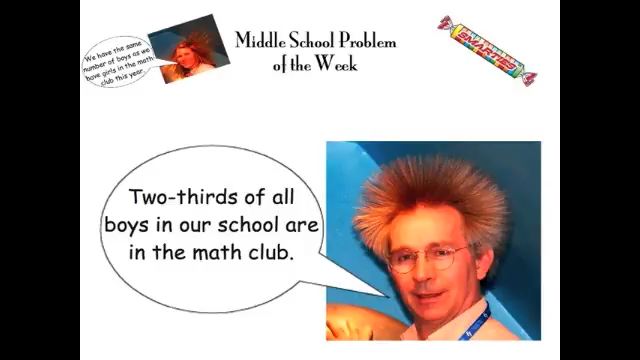 We have the same
number of boys as we
have girls in the math
club this year.
Middle School Problem
of the Week
SMARTIES
Two-thirds of all
boys in our school are
in the math club.